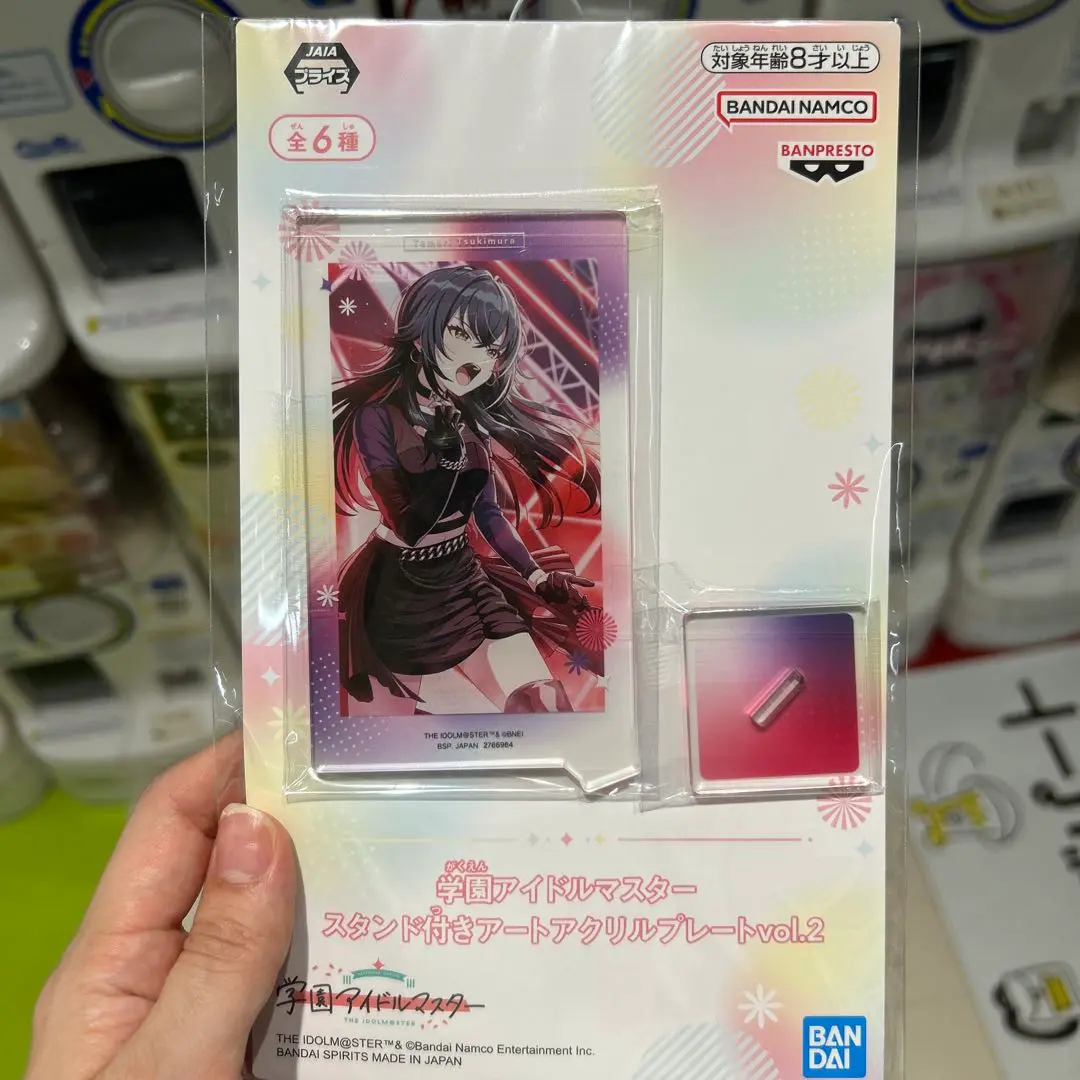 JAIA
プライズ
たいしょうねんれい さいいじょう
対象年齢8才以上
BANDAI NAMCO
BANPRESTO
ぜん しゅ
全6種
Tsukimura
THE IDOLM@STER™& ©BNEI
BSP. JAPAN 2766964
がくえん
学園アイドルマスター
つ
スタンド付きアートアクリルプレートvol.2
学園アイドルマスター
THE IDOLM@STER
THE IDOLM@STER™& ©Bandai Namco Entertainment Inc.
BANDAI SPIRITS MADE IN JAPAN
BAN
DAI